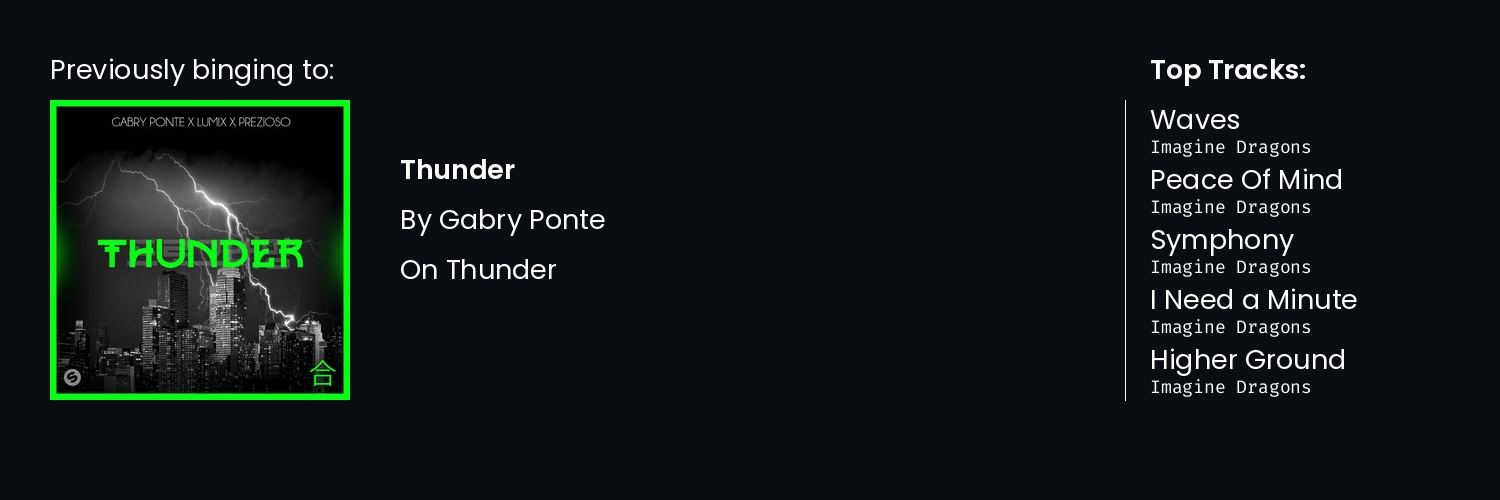 Previously binging to:
GABRY PONTE X LUMIX X PREZIOSO
THUNDER
合
Thunder
By Gabry Ponte
On Thunder
Top Tracks:
Waves
Imagine Dragons
Peace Of Mind
Imagine Dragons
Symphony
Imagine Dragons
I Need a Minute
Imagine Dragons
Higher Ground
Imagine Dragons